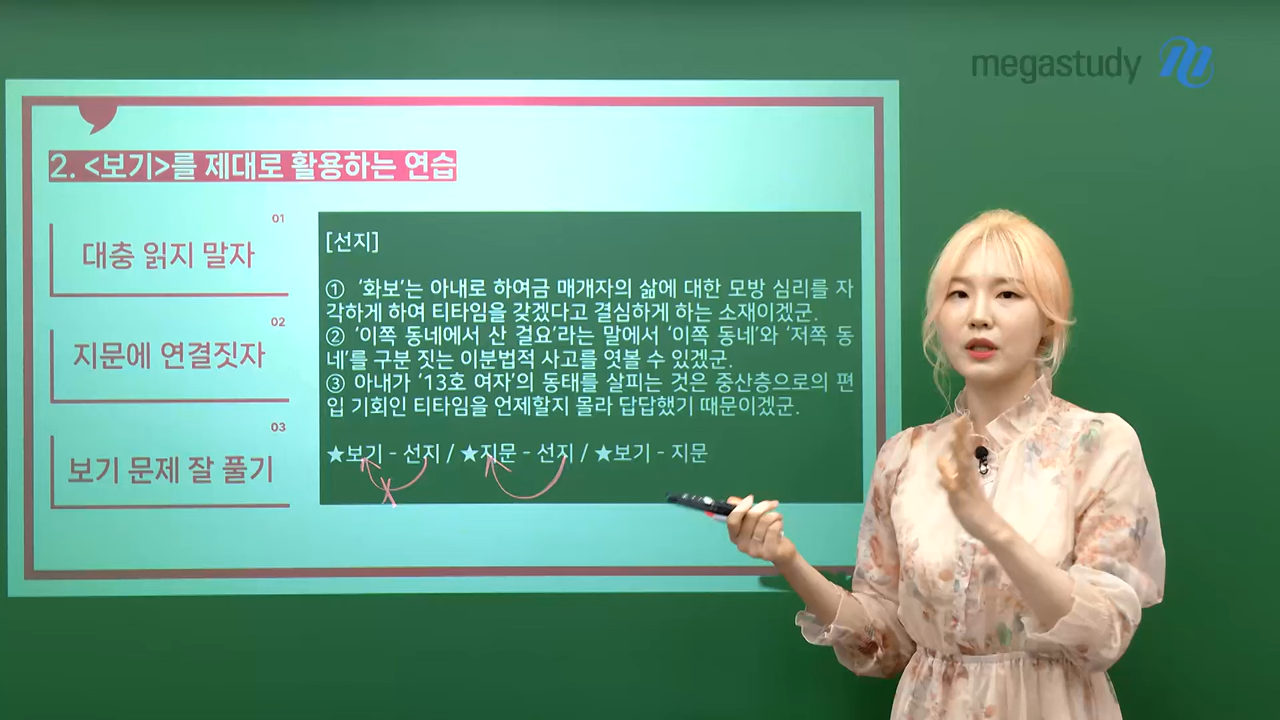 megastudy
2. <보기>를 제대로 활용하는 연습
01
대충 읽지 말자
02
지문에 연결짓자
03
보기 문제 잘 풀기
[선지]
① '화보'는 아내로 하여금 매개자의 삶에 대한 모방 심리를 자
각하게 하여 티타임을 갖겠다고 결심하게 하는 소재이겠군.
② '이쪽 동네에서 산 걸요'라는 말에서 '이쪽 동네'와 '저쪽 동
네'를 구분 짓는 이분법적 사고를 엿볼 수 있겠군.
③ 아내가 '13호 여자'의 동태를 살피는 것은 중산층으로의 편
입 기회인 티타임을 언제할지 몰라 답답했기 때문이겠군.
★보기 - 선지 / ★지문 - 선지 / ★보기 - 지문